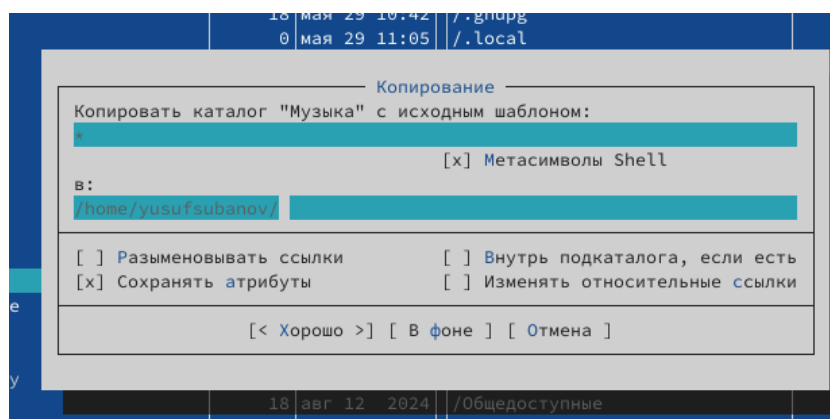 18 мая 29 10:42 /.gnupg
0 мая 29 11:05 /.local
Копирование
Копировать каталог "Музыка" с исходным шаблоном:
*
[x] Метасимволы Shell
в:
/home/yusufsubanov/
[ ] Разыменовывать ссылки [ ] Внутрь подкаталога, если есть
[x] Сохранять атрибуты [ ] Изменять относительные ссылки
е
[< Хорошо >] [ В фоне ] [ Отмена ]
у
18 авг 12 2024 /Общедоступные